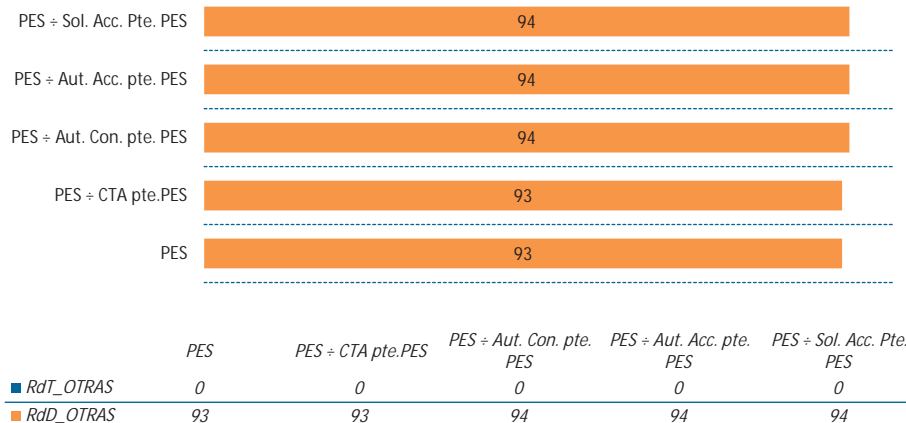 PES ÷ Sol. Acc. Pte. PES 94
PES ÷ Aut. Acc. pte. PES 94
PES ÷ Aut. Con. pte. PES 94
PES ÷ CTA pte.PES 93
PES 93
PES PES ÷ CTA pte.PES PES ÷ Aut. Con. pte. PES PES ÷ Aut. Acc. pte. PES PES ÷ Sol. Acc. Pte. PES
RdT_OTRAS 0 0 0 0 0
RdD_OTRAS 93 93 94 94 94